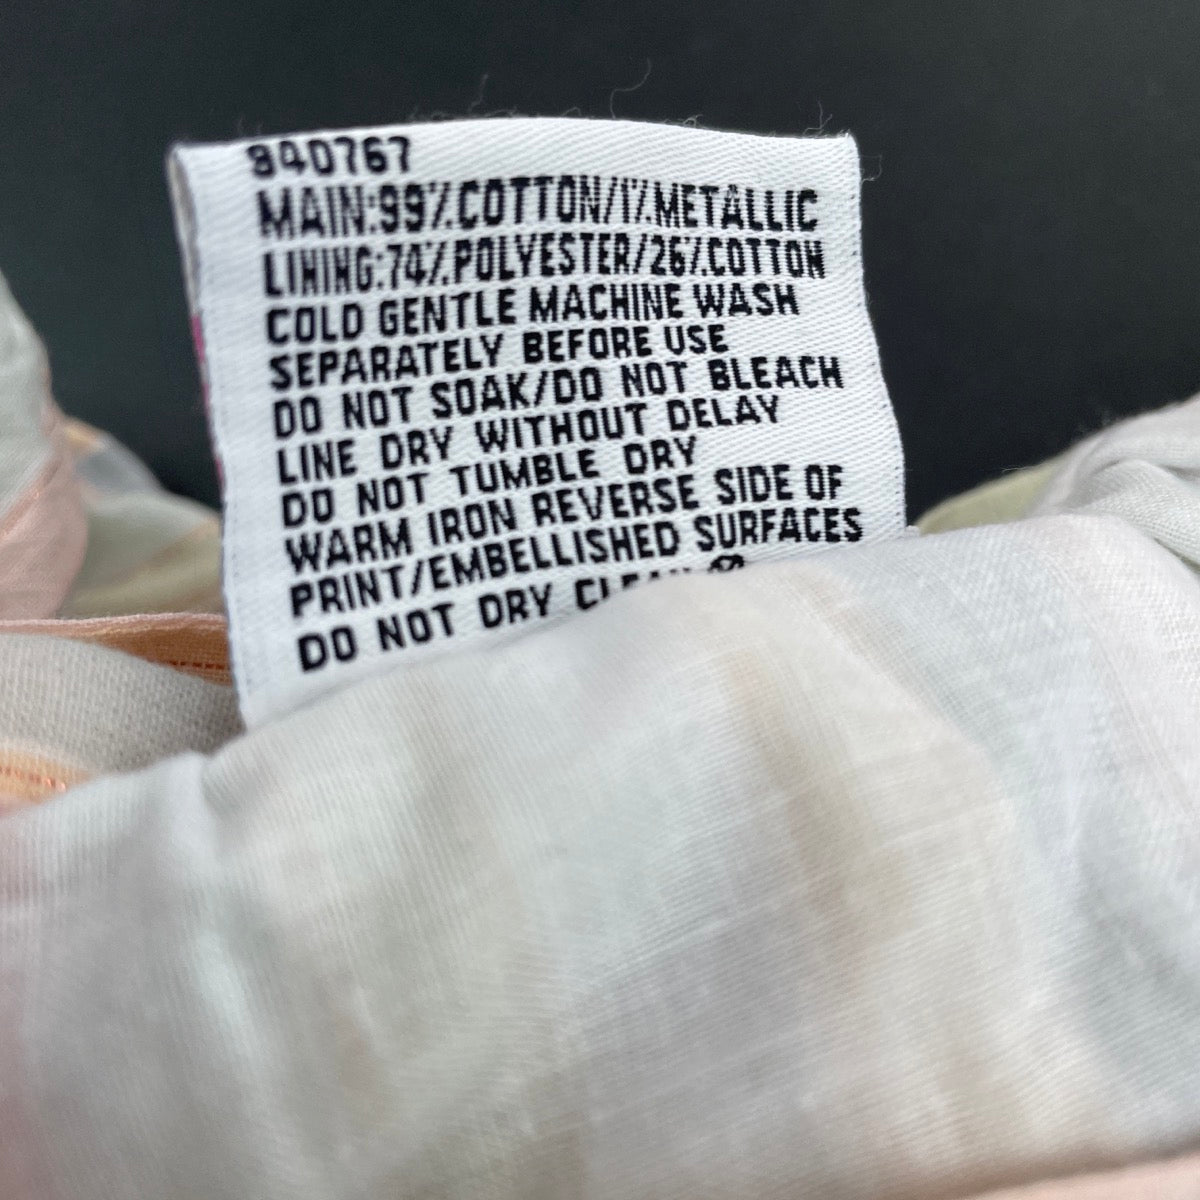 940767
MAIN:99%COTTON/1%METALLIC
LINING:74%POLYESTER/26%COTTON
COLD GENTLE MACHINE WASH
SEPARATELY BEFORE USE
DO NOT SOAK/DO NOT BLEACH
LINE DRY WITHOUT DELAY
DO NOT TUMBLE DRY
WARM IRON REVERSE SIDE OF
PRINT/EMBELLISHED SURFACES
DO NOT DRY